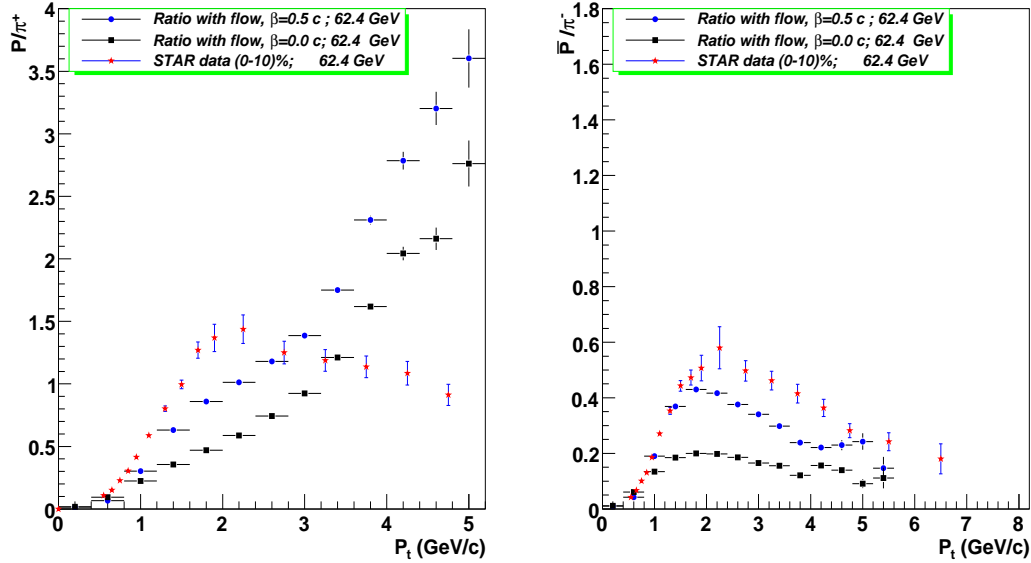 P/π⁺
Ratio with flow, β=0.5 c ; 62.4 GeV
Ratio with flow, β=0.0 c; 62.4 GeV
STAR data (0-10)%; 62.4 GeV
4
3.5
3
2.5
2
1.5
1
0.5
0
0 1 2 3 4 5
P_t (GeV/c)
P̅/π⁻
Ratio with flow, β=0.5 c ; 62.4 GeV
Ratio with flow, β=0.0 c; 62.4 GeV
STAR data (0-10)%; 62.4 GeV
1.8
1.6
1.4
1.2
1
0.8
0.6
0.4
0.2
0
0 1 2 3 4 5 6 7 8
P_t (GeV/c)